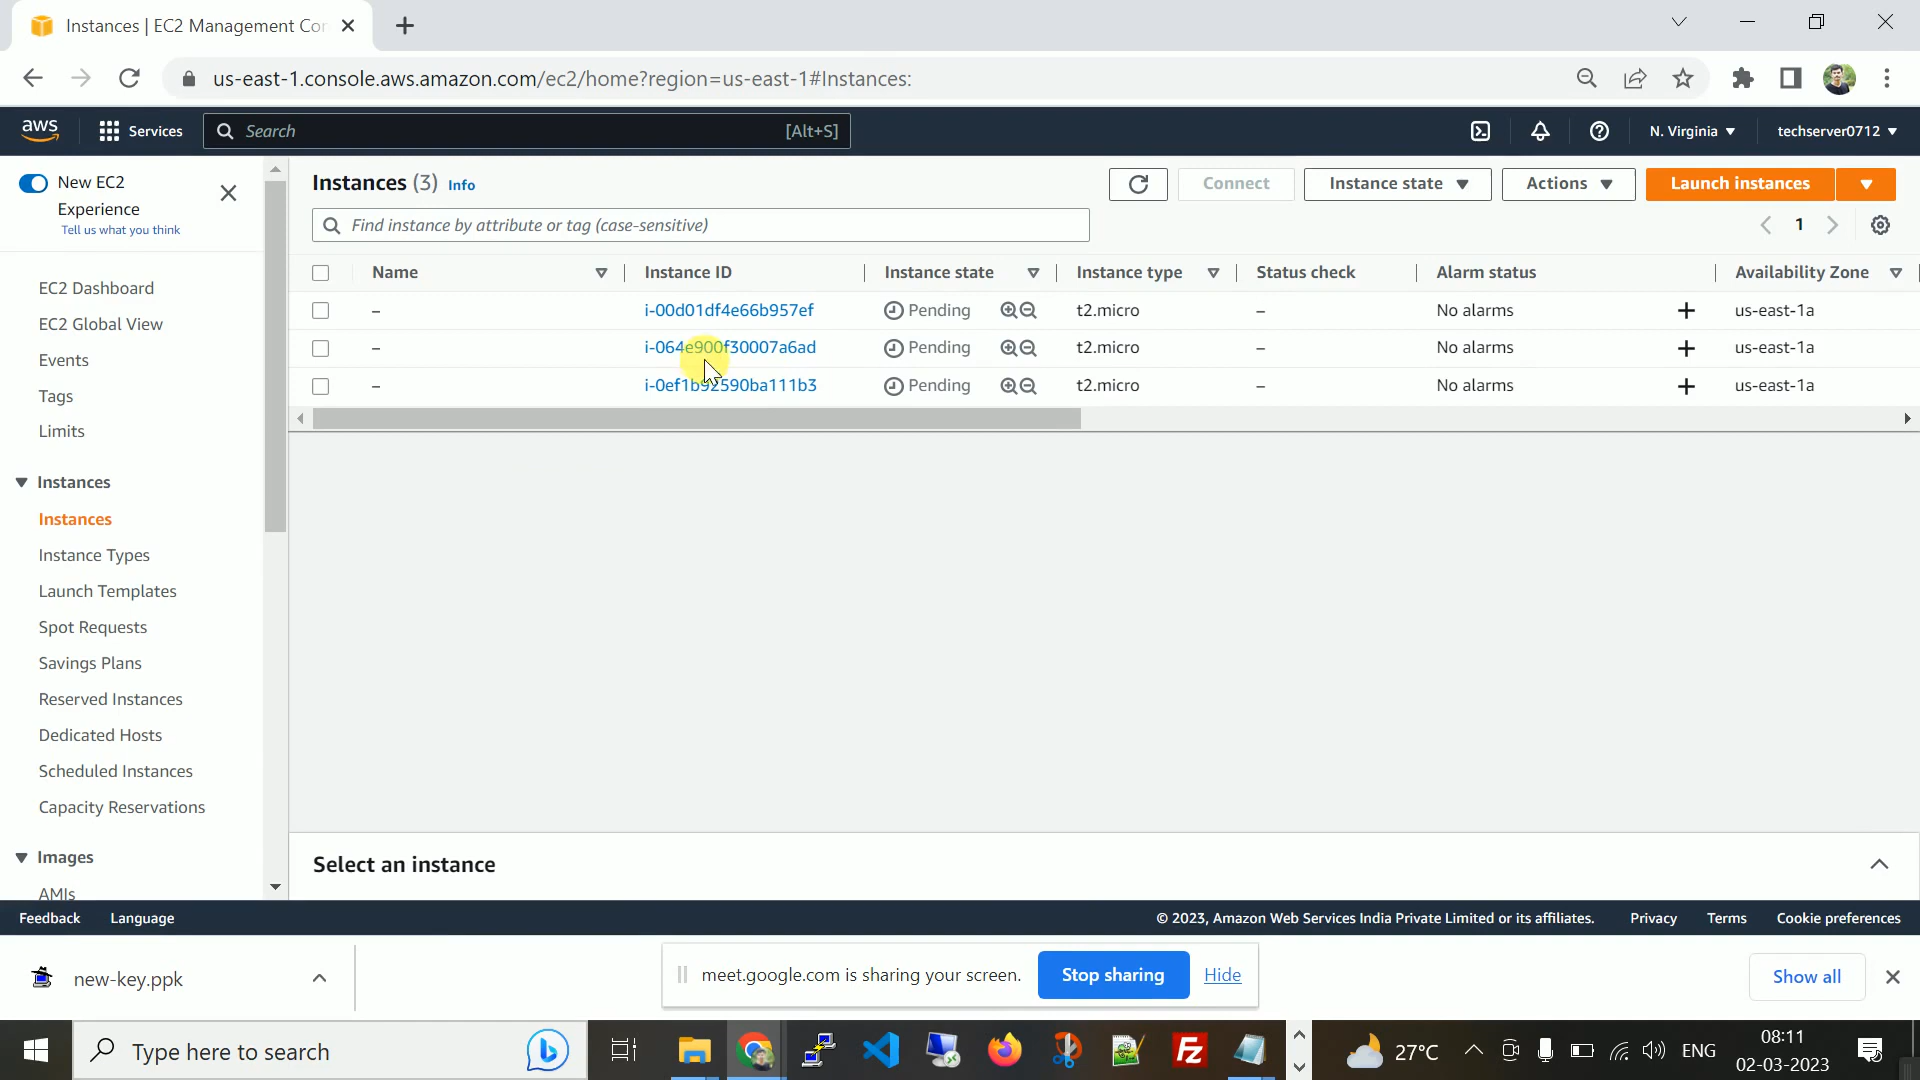 Instances | EC2 Management Con
us-east-1.console.aws.amazon.com/ec2/home?region=us-east-1#Instances:
aws
Services
Search
[Alt+S]
N. Virginia
techserver0712
New EC2
Experience
Tell us what you think
EC2 Dashboard
EC2 Global View
Events
Tags
Limits
Instances
Instances
Instance Types
Launch Templates
Spot Requests
Savings Plans
Reserved Instances
Dedicated Hosts
Scheduled Instances
Capacity Reservations
Images
AMIs
Instances (3) Info
Connect
Instance state
Actions
Launch instances
Find instance by attribute or tag (case-sensitive)
1
Name Instance ID Instance state Instance type Status check Alarm status Availability Zone
– i-00d01df4e66b957ef Pending t2.micro – No alarms + us-east-1a
– i-064e900f30007a6ad Pending t2.micro – No alarms + us-east-1a
– i-0ef1b92590ba111b3 Pending t2.micro – No alarms + us-east-1a
Select an instance
Feedback Language © 2023, Amazon Web Services India Private Limited or its affiliates. Privacy Terms Cookie preferences
new-key.ppk
meet.google.com is sharing your screen.
Stop sharing
Hide
Show all
Type here to search
27°C
ENG
08:11
02-03-2023